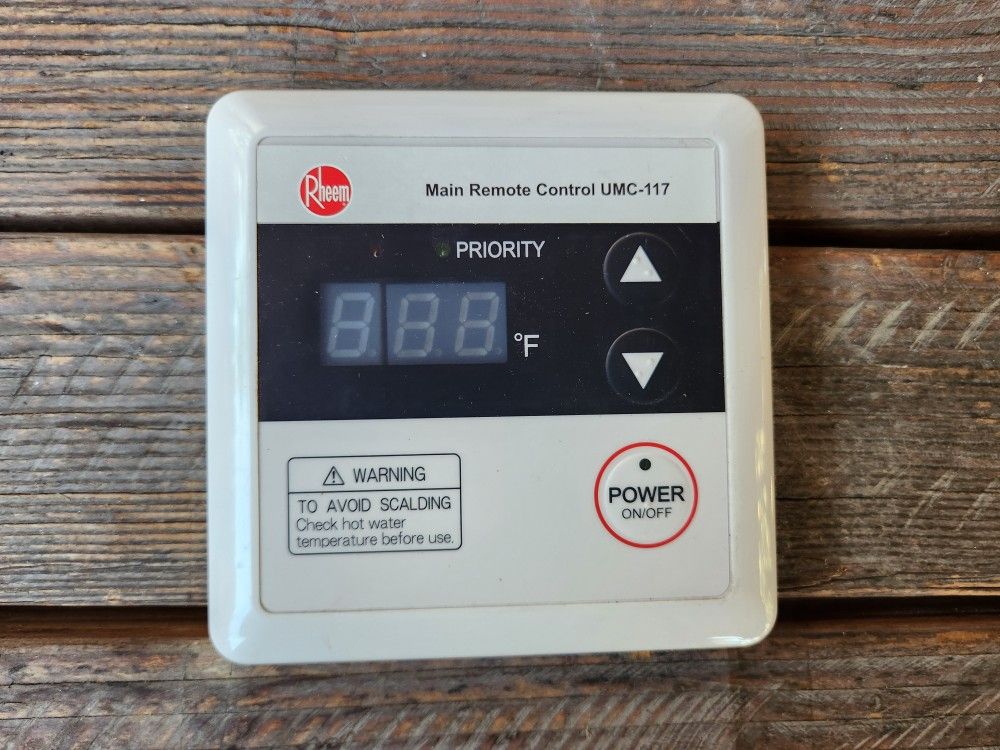 Rheem
Main Remote Control UMC-117
PRIORITY
°F
WARNING
TO AVOID SCALDING
Check hot water
temperature before use.
POWER
ON/OFF